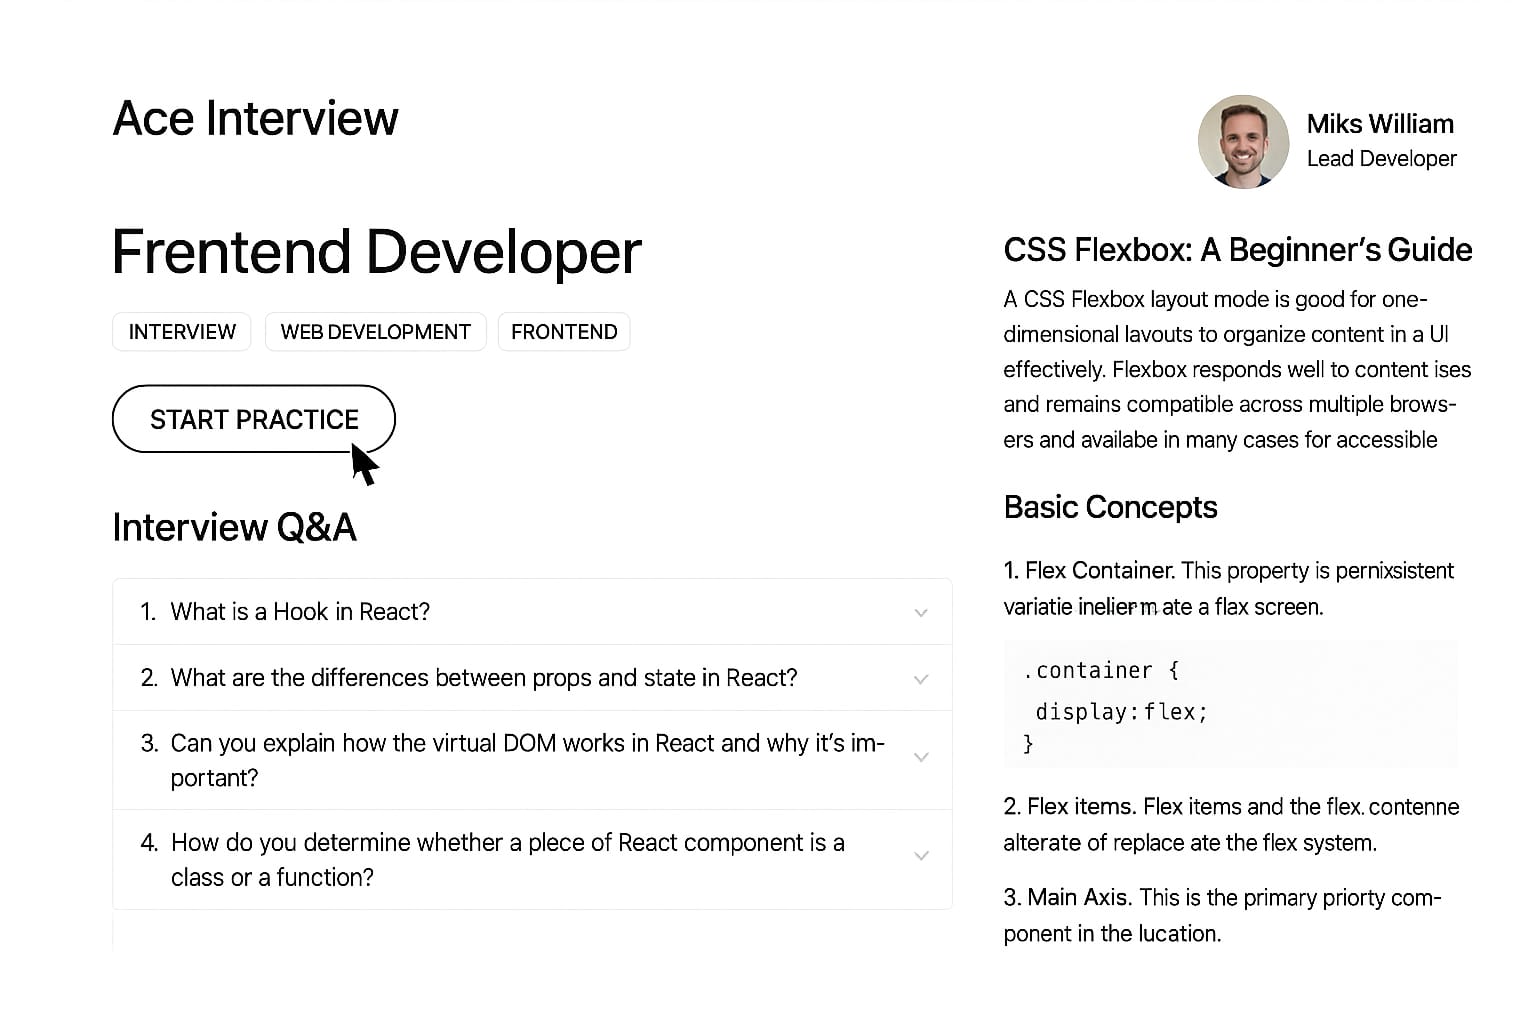 Ace Interview
Miks William
Lead Developer
Frentend Developer
INTERVIEW
WEB DEVELOPMENT
FRONTEND
START PRACTICE
Interview Q&A
1. What is a Hook in React?
2. What are the differences between props and state in React?
3. Can you explain how the virtual DOM works in React and why it's im-
portant?
4. How do you determine whether a plece of React component is a
class or a function?
CSS Flexbox: A Beginner's Guide
A CSS Flexbox layout mode is good for one-
dimensional lavouts to organize content in a UI
effectively. Flexbox responds well to content ises
and remains compatible across multiple brows-
ers and availabe in many cases for accessible
Basic Concepts
1. Flex Container. This property is pernixsistent
variatie ate a flax screen.
.container {
display:flex;
}
2. Flex items. Flex items and the flex. contenne
alterate of replace ate the flex system.
3. Main Axis. This is the primary priorty com-
ponent in the lucation.